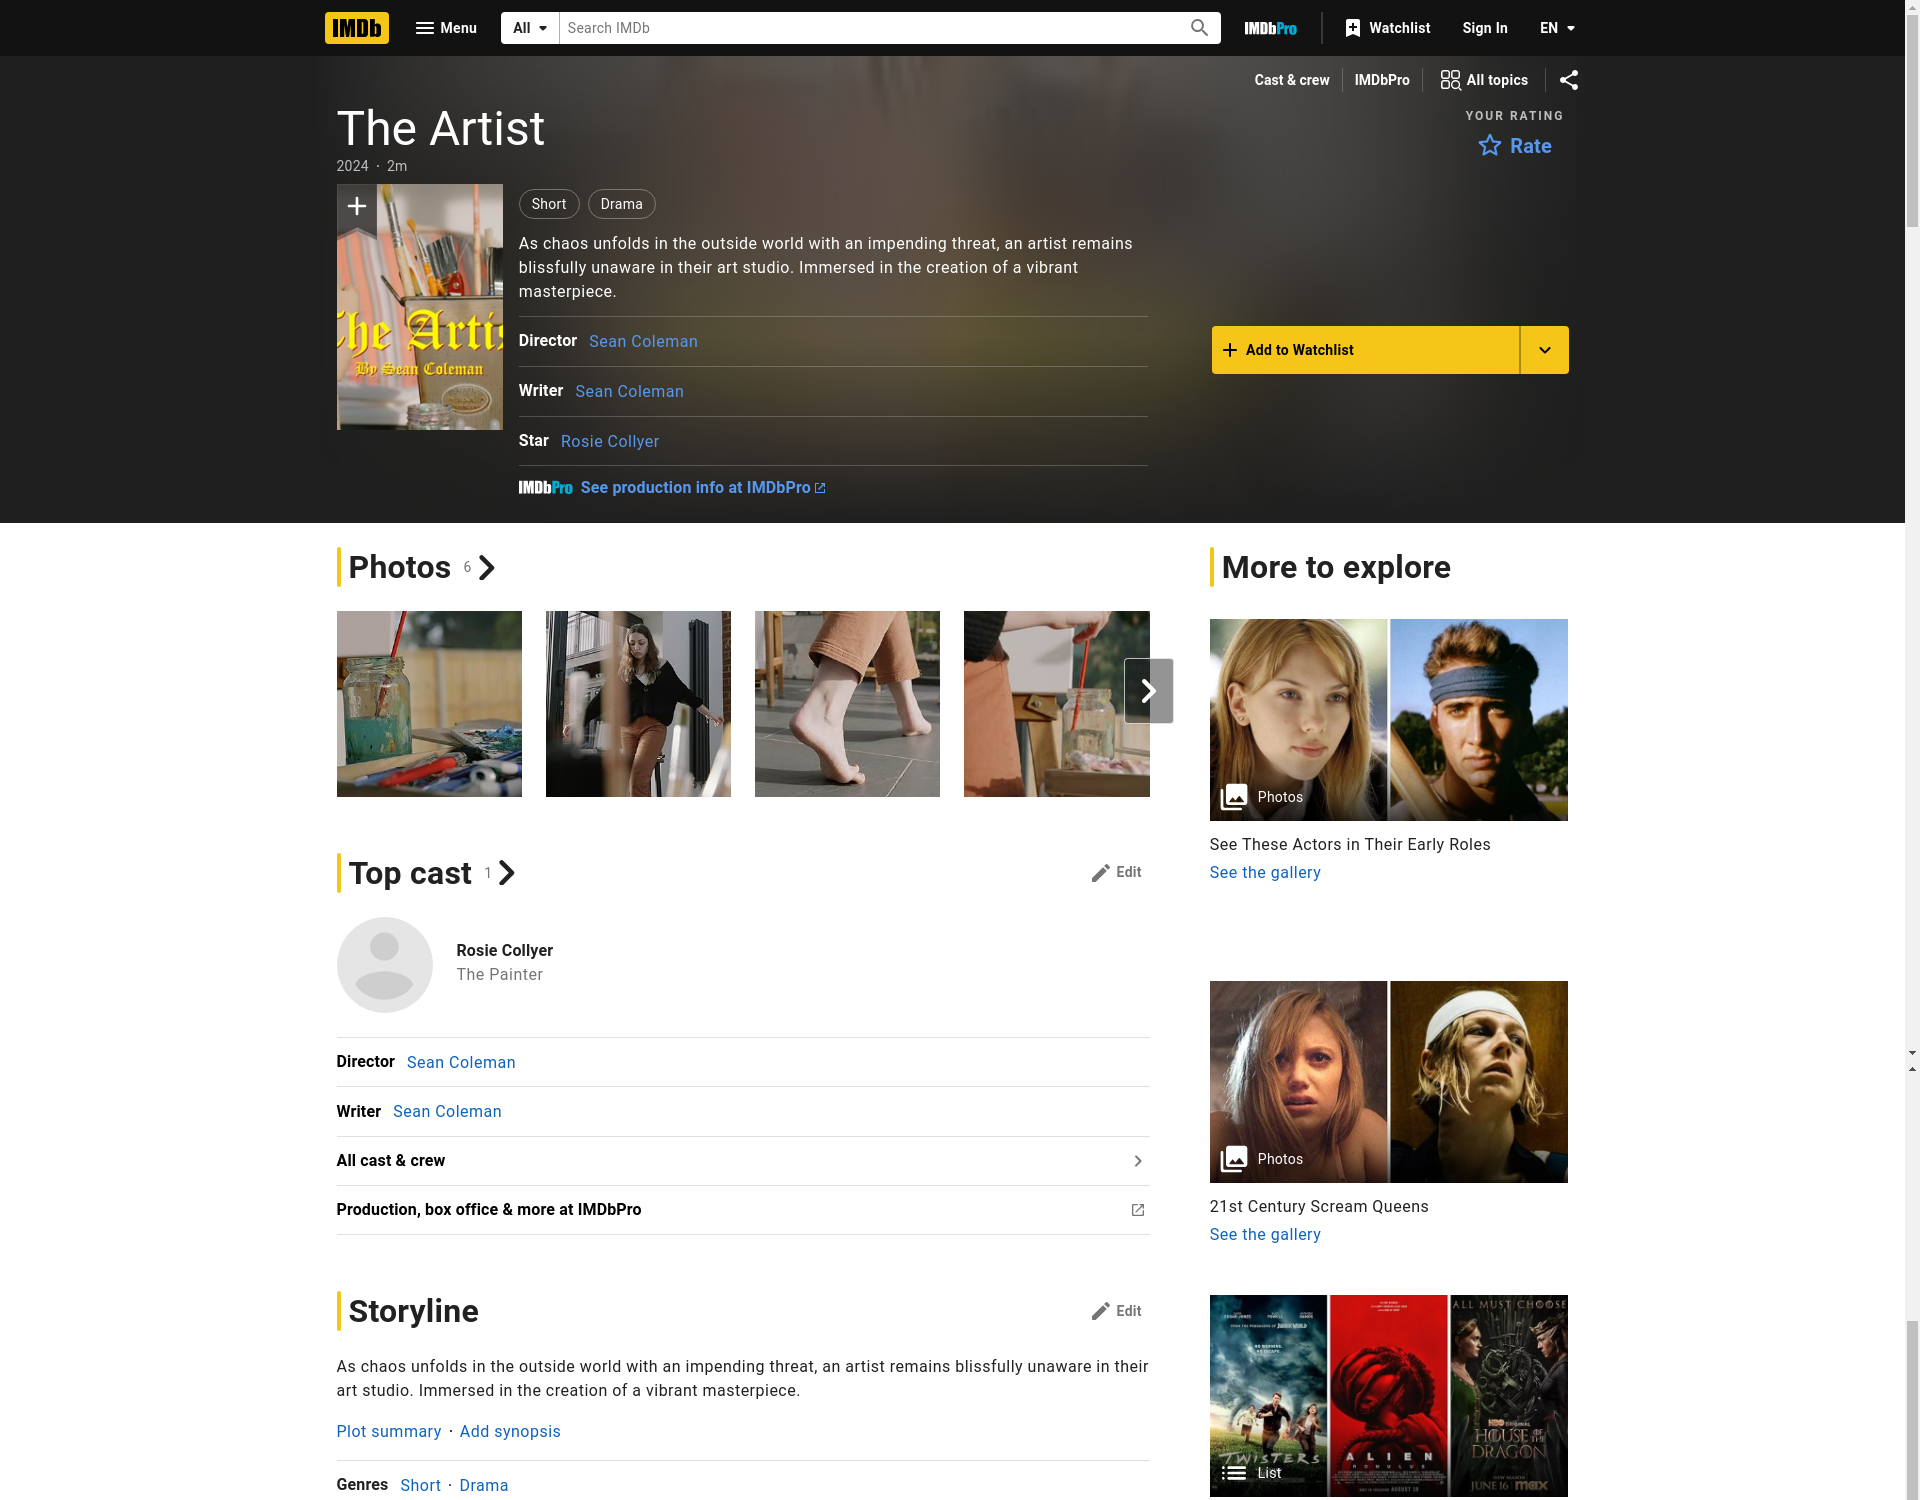 IMDb
Menu
All
Search IMDb
IMDbPro
Watchlist
Sign In
EN
Cast & crew
IMDbPro
All topics
The Artist
2024 · 2m
YOUR RATING
Rate
The Artis
By Sean Coleman
Short
Drama
As chaos unfolds in the outside world with an impending threat, an artist remains
blissfully unaware in their art studio. Immersed in the creation of a vibrant
masterpiece.
Director Sean Coleman
Writer Sean Coleman
Star Rosie Collyer
IMDbPro See production info at IMDbPro
Add to Watchlist
Photos 6
Top cast 1
Edit
Rosie Collyer
The Painter
Director Sean Coleman
Writer Sean Coleman
All cast & crew
Production, box office & more at IMDbPro
Storyline
Edit
As chaos unfolds in the outside world with an impending threat, an artist remains blissfully unaware in their
art studio. Immersed in the creation of a vibrant masterpiece.
Plot summary · Add synopsis
Genres Short · Drama
More to explore
Photos
See These Actors in Their Early Roles
See the gallery
Photos
21st Century Scream Queens
See the gallery
TWISTERS
ALIEN
ROMULUS
ALL MUST CHOOSE
HBO ORIGINAL
HOUSE OF THE
DRAGON
NEW SEASON
JUNE 16 max
List